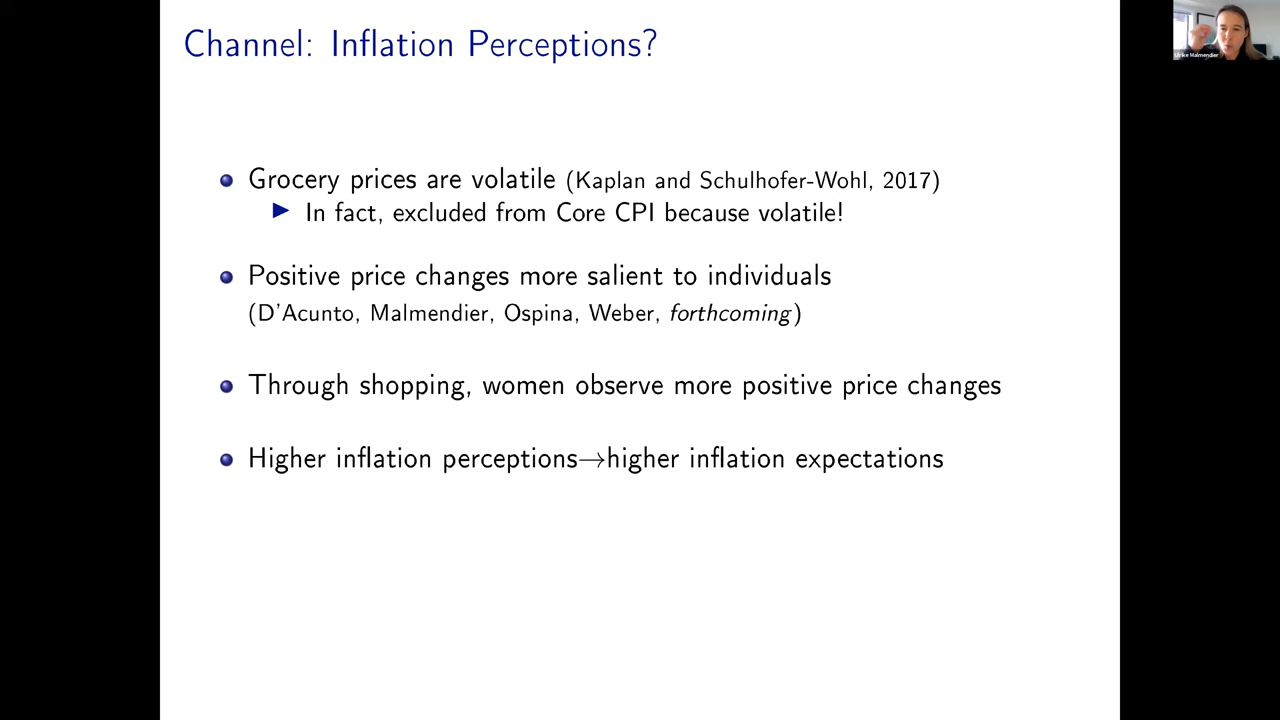 Channel: Inflation Perceptions?
Ulrike Malmendier
Grocery prices are volatile (Kaplan and Schulhofer-Wohl, 2017)
In fact, excluded from Core CPI because volatile!
Positive price changes more salient to individuals
(D'Acunto, Malmendier, Ospina, Weber, forthcoming)
Through shopping, women observe more positive price changes
Higher inflation perceptions→higher inflation expectations